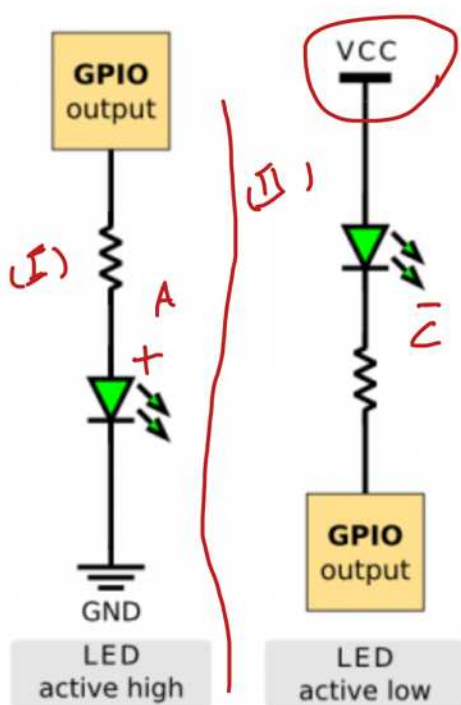 GPIO
output
(I)
A
+
GND
LED
active high
(II)
VCC
C
GPIO
output
LED
active low